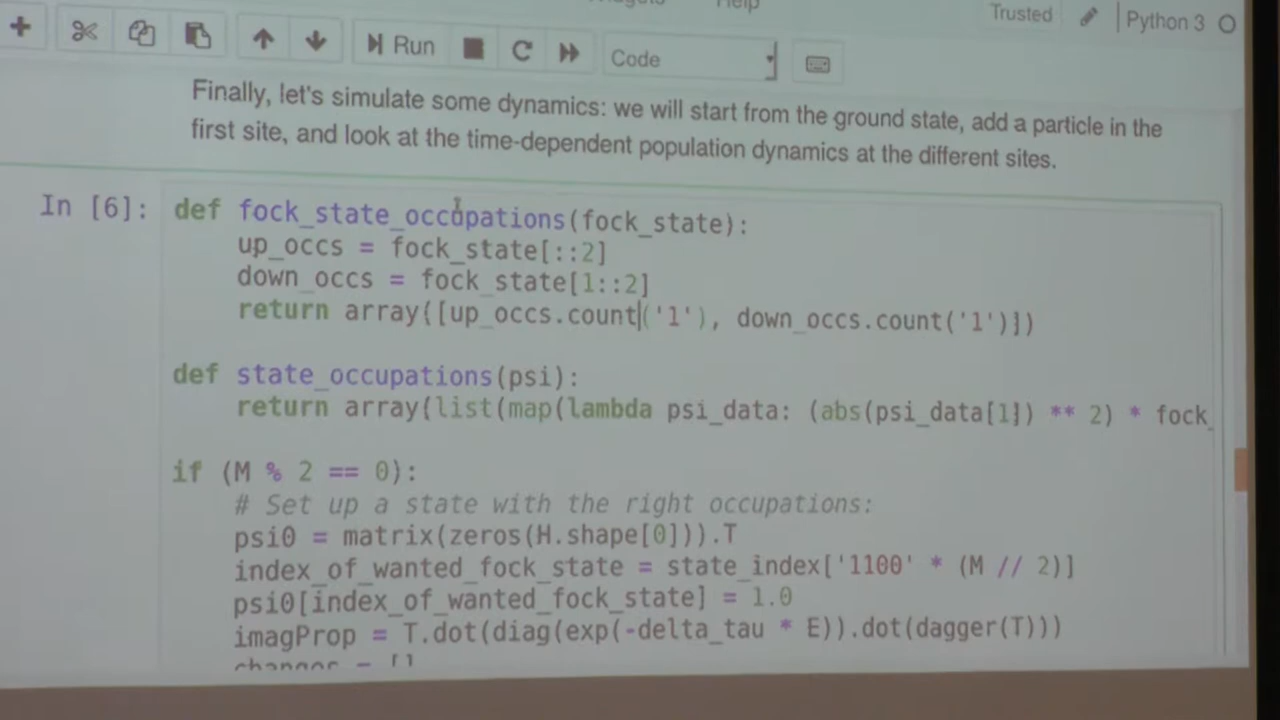 Help
Trusted
Python 3
Run
Code
Finally, let's simulate some dynamics: we will start from the ground state, add a particle in the
first site, and look at the time-dependent population dynamics at the different sites.
In [6]:
def fock_state_occupations(fock_state):
    up_occs = fock_state[::2]
    down_occs = fock_state[1::2]
    return array([up_occs.count('1'), down_occs.count('1')])
def state_occupations(psi):
    return array(list(map(lambda psi_data: (abs(psi_data[1]) ** 2) * fock_
if (M % 2 == 0):
    # Set up a state with the right occupations:
    psi0 = matrix(zeros(H.shape[0])).T
    index_of_wanted_fock_state = state_index['1100' * (M // 2)]
    psi0[index_of_wanted_fock_state] = 1.0
    imagProp = T.dot(diag(exp(-delta_tau * E)).dot(dagger(T)))